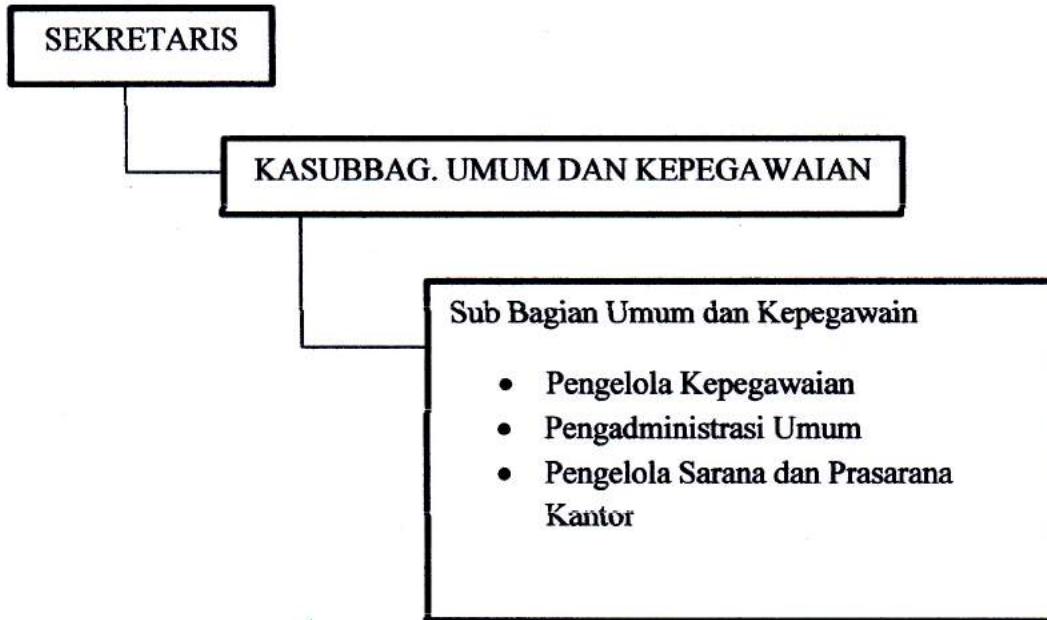 SEKRETARIS
KASUBBAG. UMUM DAN KEPEGAWAIAN
Sub Bagian Umum dan Kepegawain
• Pengelola Kepegawaian
• Pengadministrasi Umum
• Pengelola Sarana dan Prasarana
Kantor